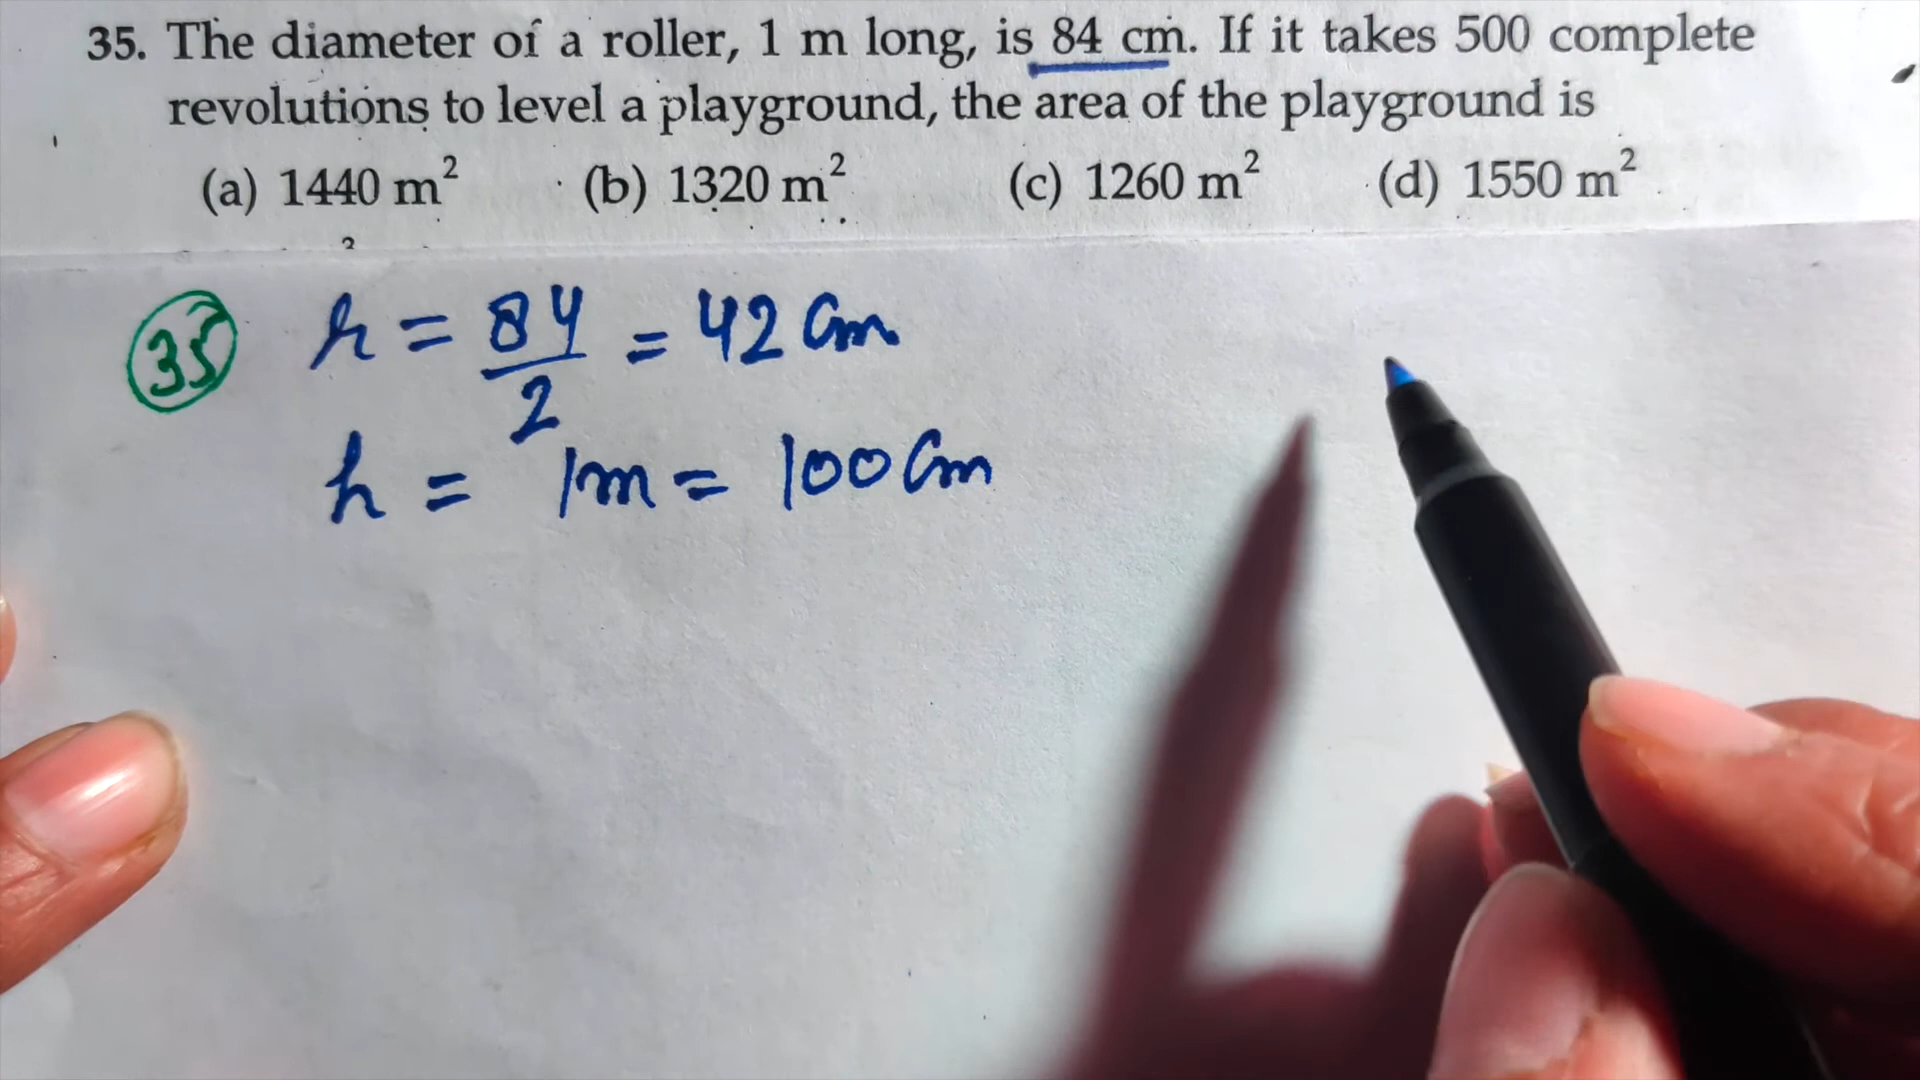 35. The diameter of a roller, 1 m long, is 84 cm. If it takes 500 complete
revolutions to level a playground, the area of the playground is
(a) 1440 m² (b) 1320 m² (c) 1260 m² (d) 1550 m²
2
35 r = 84/2 = 42 cm
h = 1m = 100 cm